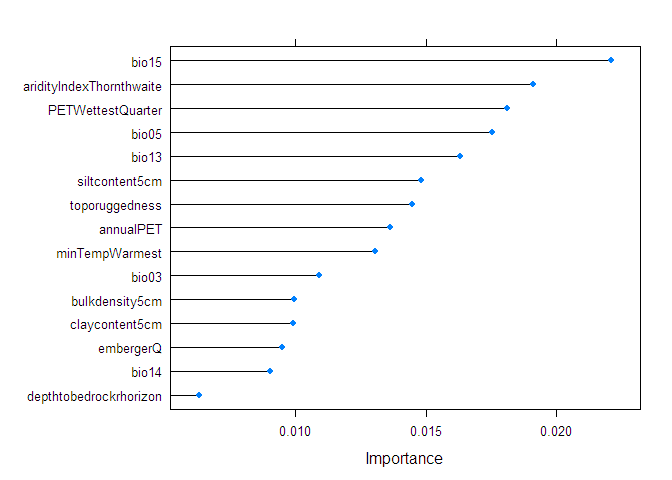 bio15
aridityIndexThornthwaite
PETWettestQuarter
bio05
bio13
siltcontent5cm
toporuggedness
annualPET
minTempWarmest
bio03
bulkdensity5cm
claycontent5cm
embergerQ
bio14
depthtobedrockrhorizon
0.010 0.015 0.020
Importance